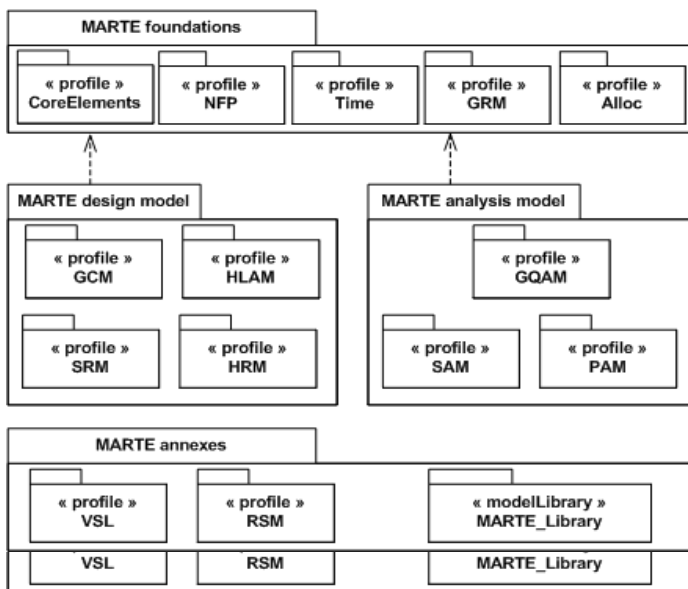 MARTE foundations
« profile » « profile » « profile » « profile » « profile »
CoreElements NFP Time GRM Alloc
MARTE design model MARTE analysis model
« profile » « profile » « profile »
GCM HLAM GQAM
« profile » « profile » « profile » « profile »
SRM HRM SAM PAM
MARTE annexes
« profile » « profile » « modelLibrary »
VSL RSM MARTE_Library
VSL RSM MARTE_Library